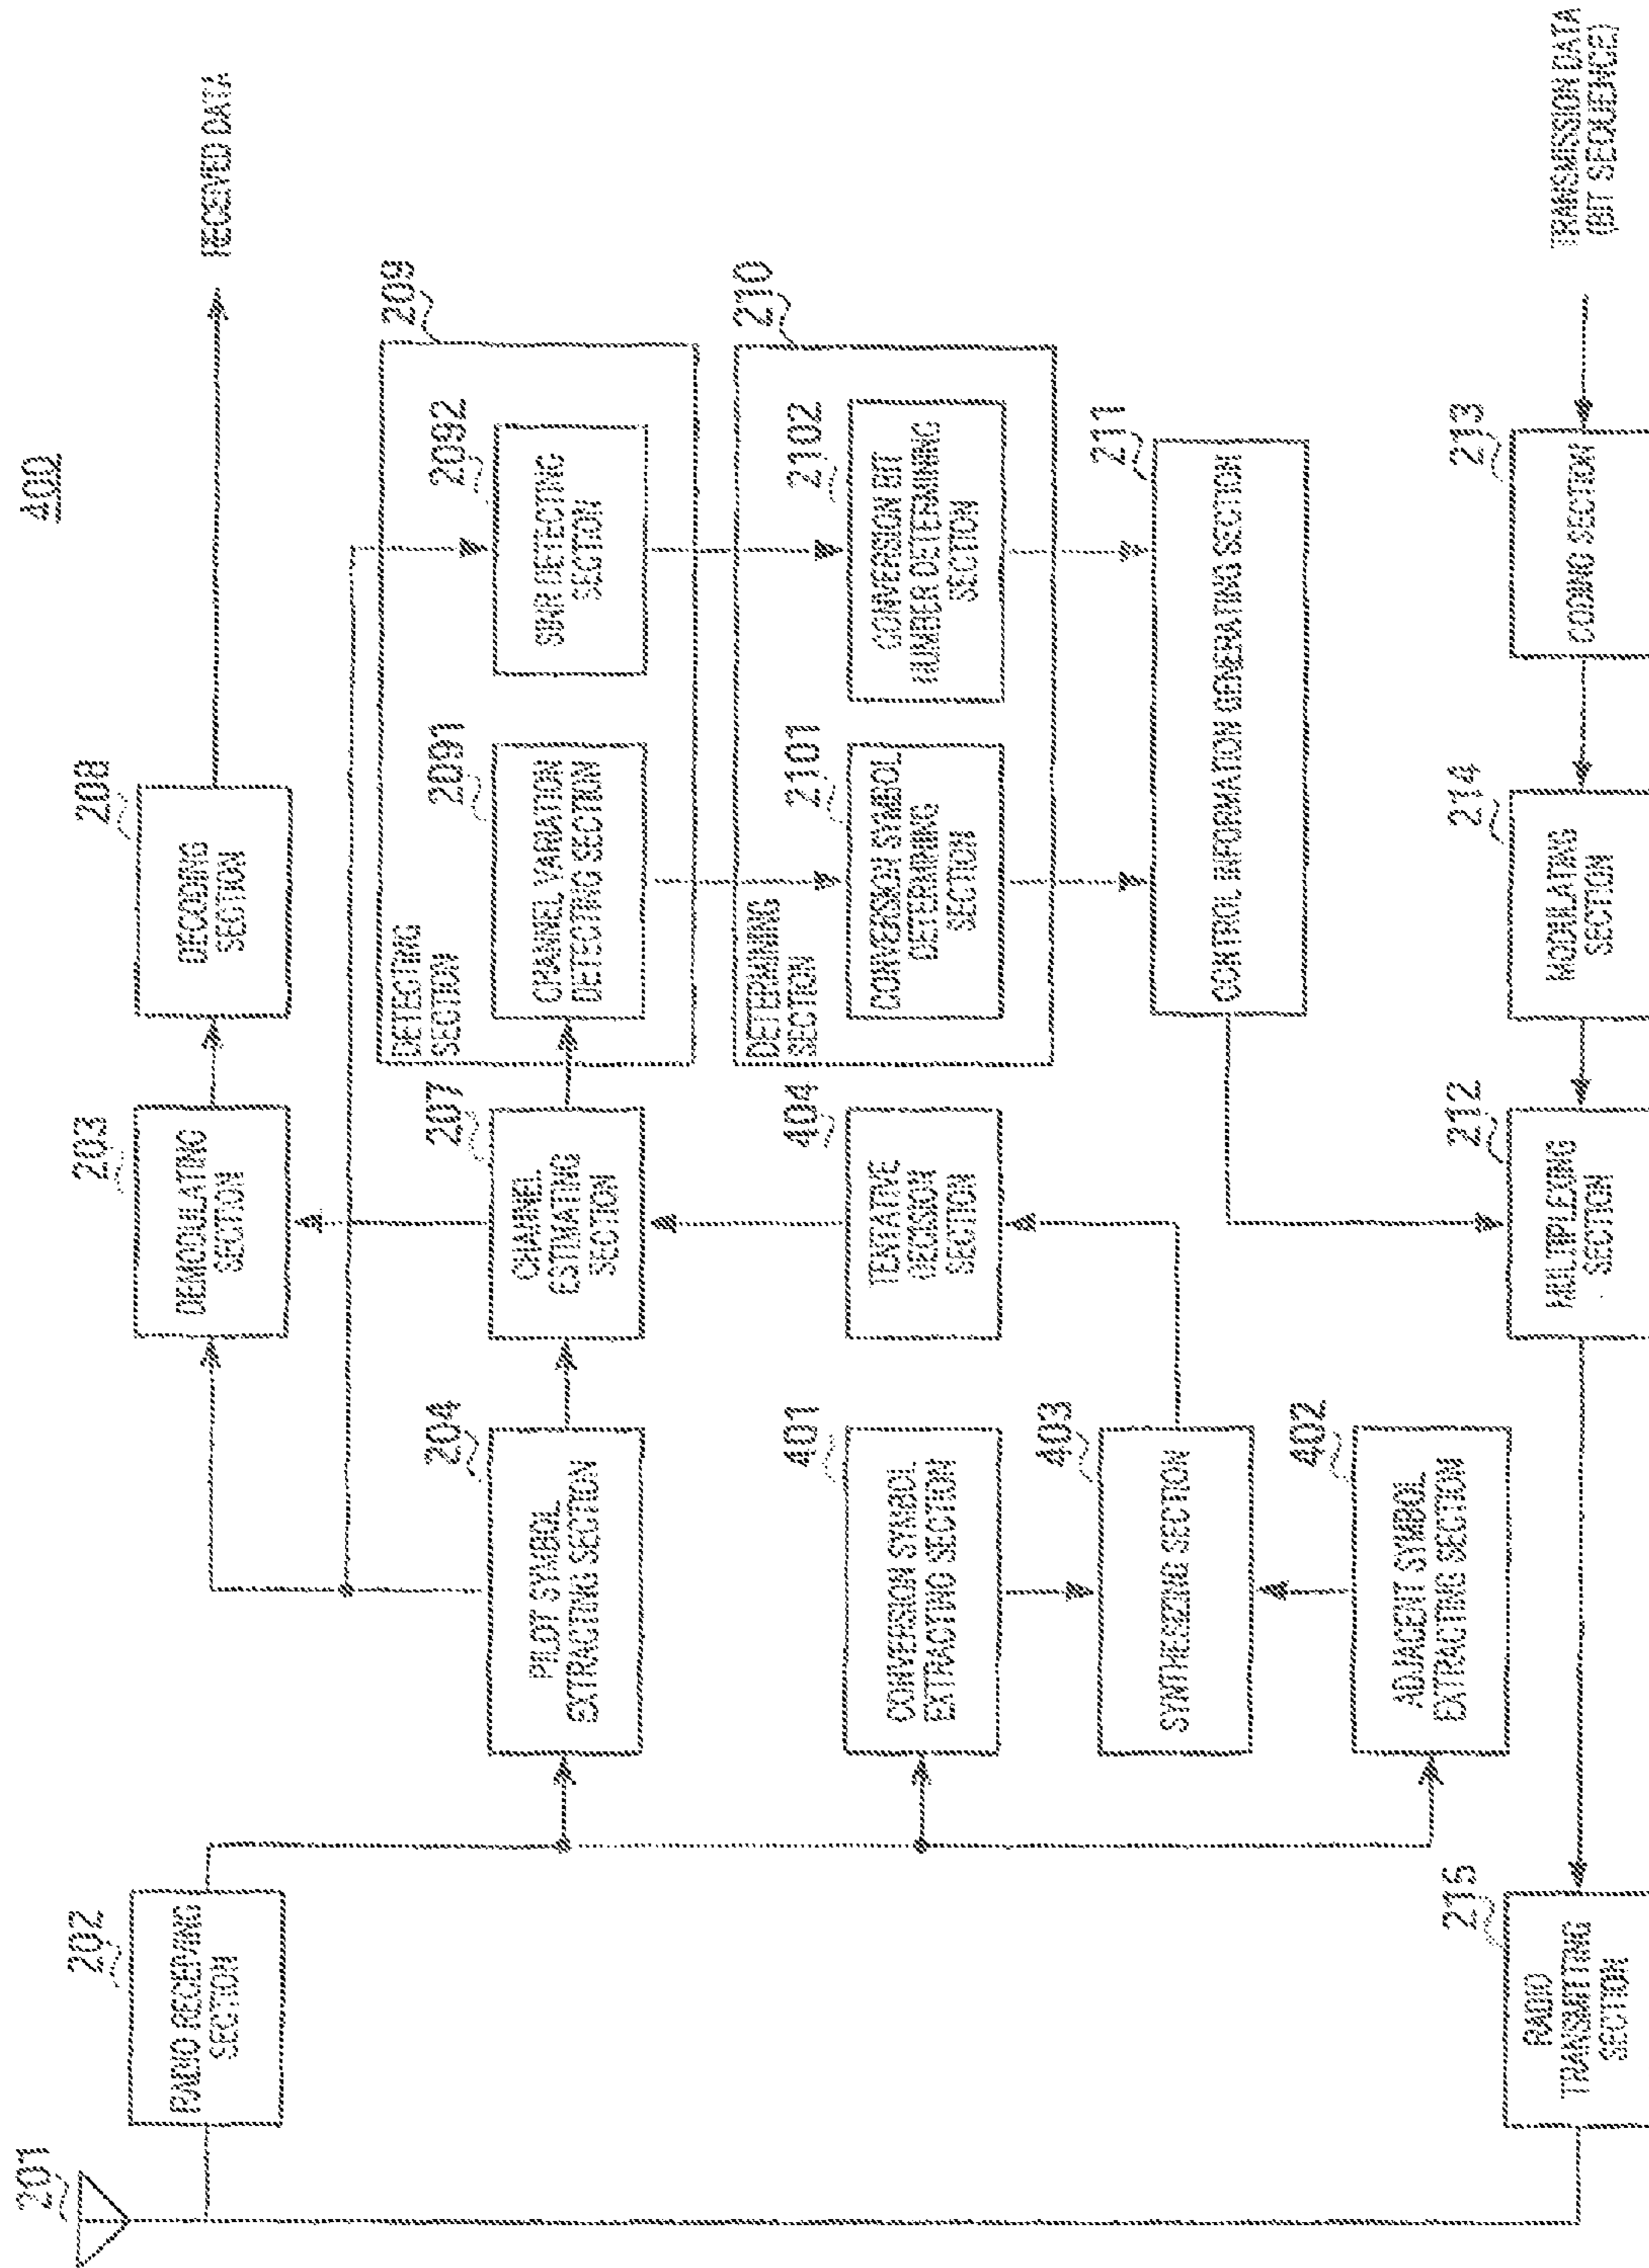 400
201
202
RADIO RECEIVING
SECTION
203
DEMODULATING
SECTION
208
DECODING
SECTION
RECEIVED DATA
204
PILOT SYMBOL
EXTRACTING SECTION
207
CHANNEL
ESTIMATING
SECTION
209
DETECTING
SECTION
2091
CHANNEL VARIATION
DETECTING SECTION
2092
SINR DETECTING
SECTION
401
CONVERSION SYMBOL
EXTRACTING SECTION
404
TENTATIVE
DECISION
SECTION
210
DETERMINING
SECTION
2101
CONVERSION SYMBOL
DETERMINING
SECTION
2102
CONVERSION BIT
NUMBER DETERMINING
SECTION
403
SYNTHESIZING SECTION
211
CONTROL INFORMATION GENERATING SECTION
402
ADJACENT SYMBOL
EXTRACTING SECTION
215
RADIO
TRANSMITTING
SECTION
212
MULTIPLEXING
SECTION
214
MODULATING
SECTION
213
CODING SECTION
TRANSMISSION DATA
(BIT SEQUENCE)